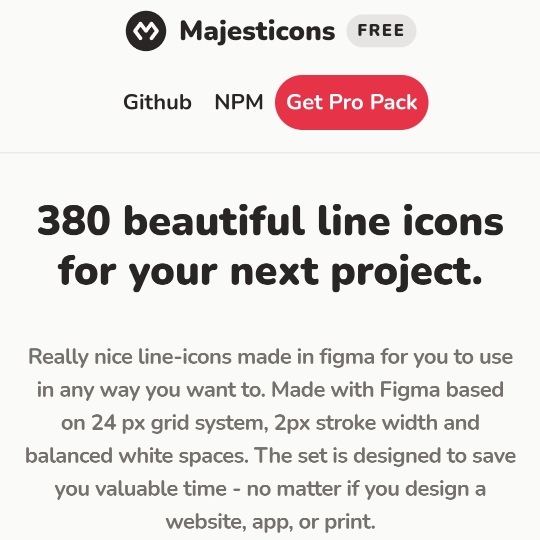 Majesticons FREE
Github NPM Get Pro Pack
380 beautiful line icons
for your next project.
Really nice line-icons made in figma for you to use
in any way you want to. Made with Figma based
on 24 px grid system, 2px stroke width and
balanced white spaces. The set is designed to save
you valuable time - no matter if you design a
website, app, or print.